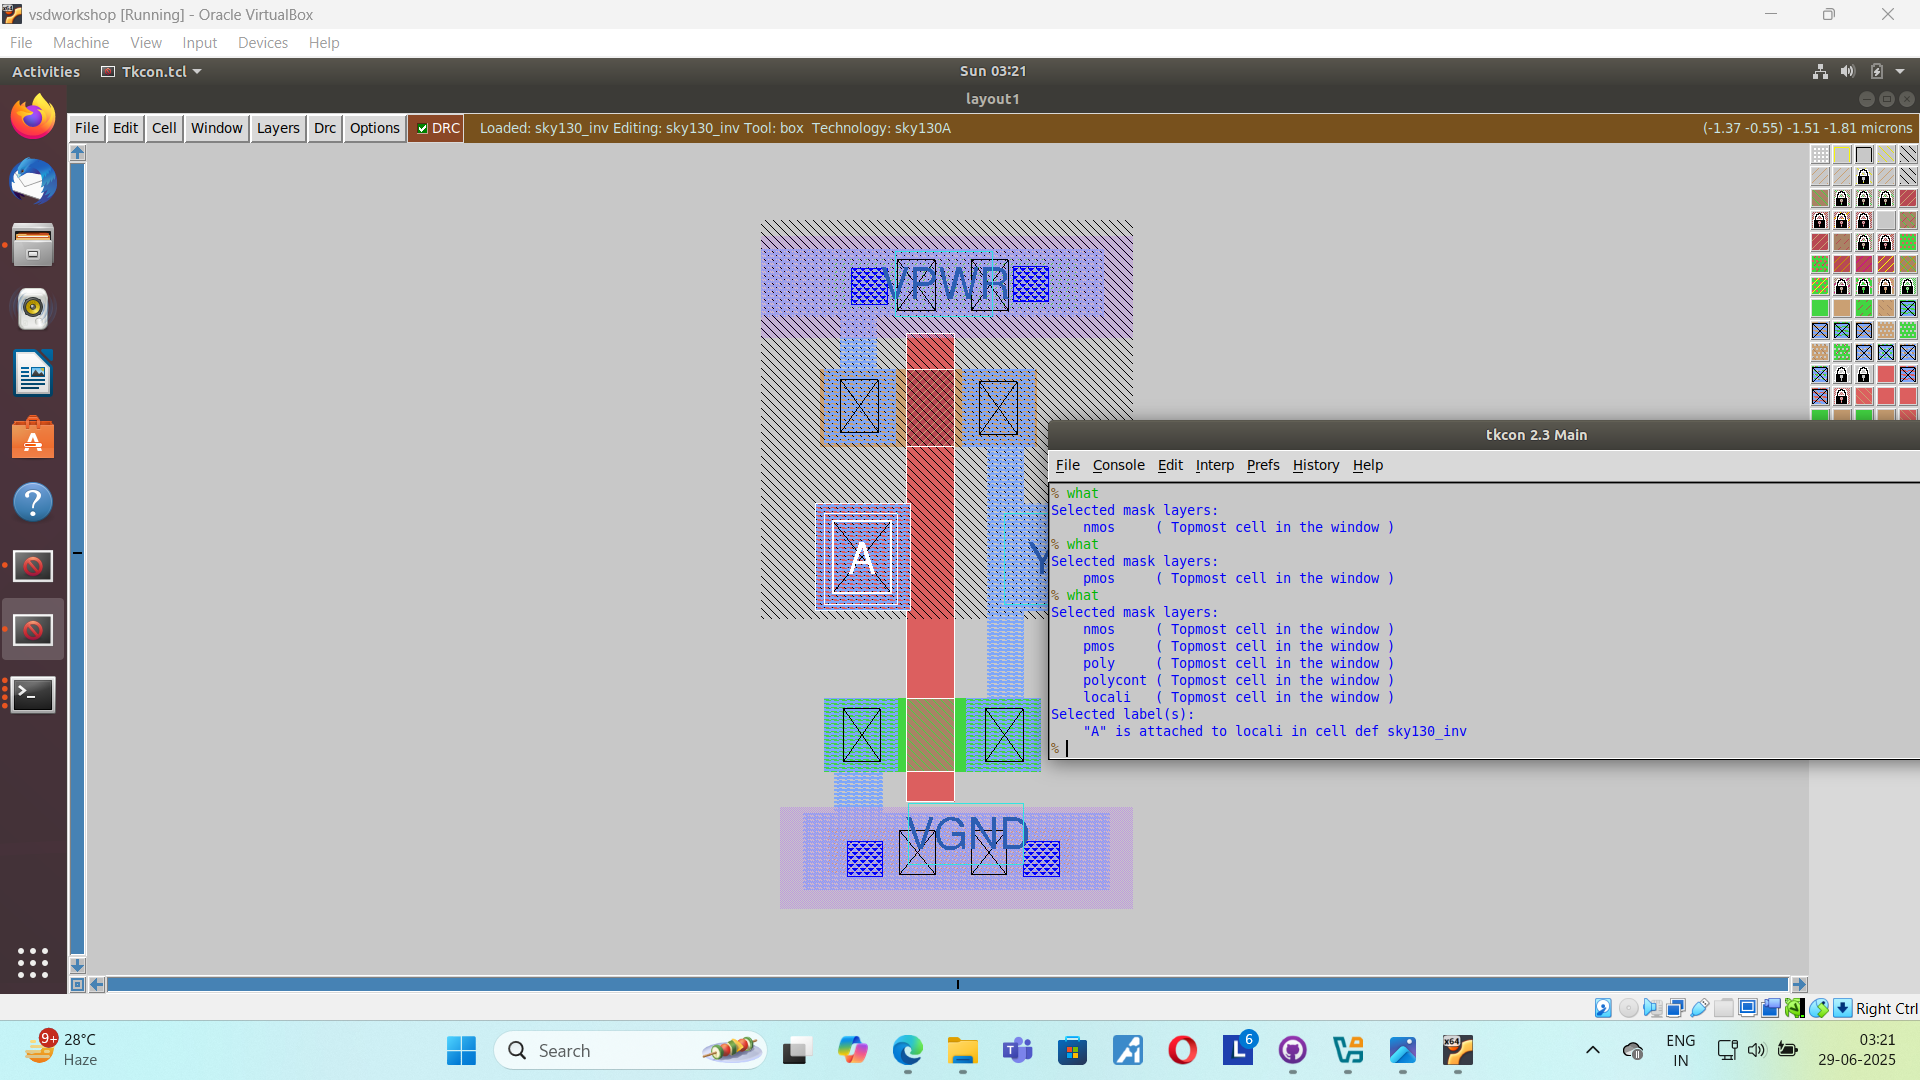 vsdworkshop [Running] - Oracle VirtualBox
File Machine View Input Devices Help
Activities Tkcon.tcl Sun 03:21
layout1
File Edit Cell Window Layers Drc Options DRC Loaded: sky130_inv Editing: sky130_inv Tool: box Technology: sky130A (-1.37 -0.55) -1.51 -1.81 microns
VPWR
tkcon 2.3 Main
File Console Edit Interp Prefs History Help
% what
Selected mask layers:
nmos ( Topmost cell in the window )
% what
Selected mask layers:
pmos ( Topmost cell in the window )
% what
Selected mask layers:
nmos ( Topmost cell in the window )
pmos ( Topmost cell in the window )
poly ( Topmost cell in the window )
polycont ( Topmost cell in the window )
locali ( Topmost cell in the window )
Selected label(s):
"A" is attached to locali in cell def sky130_inv
%
A
Y
VGND
Right Ctrl
9+
28°C
Haze
Search
6
ENG
IN
03:21
29-06-2025